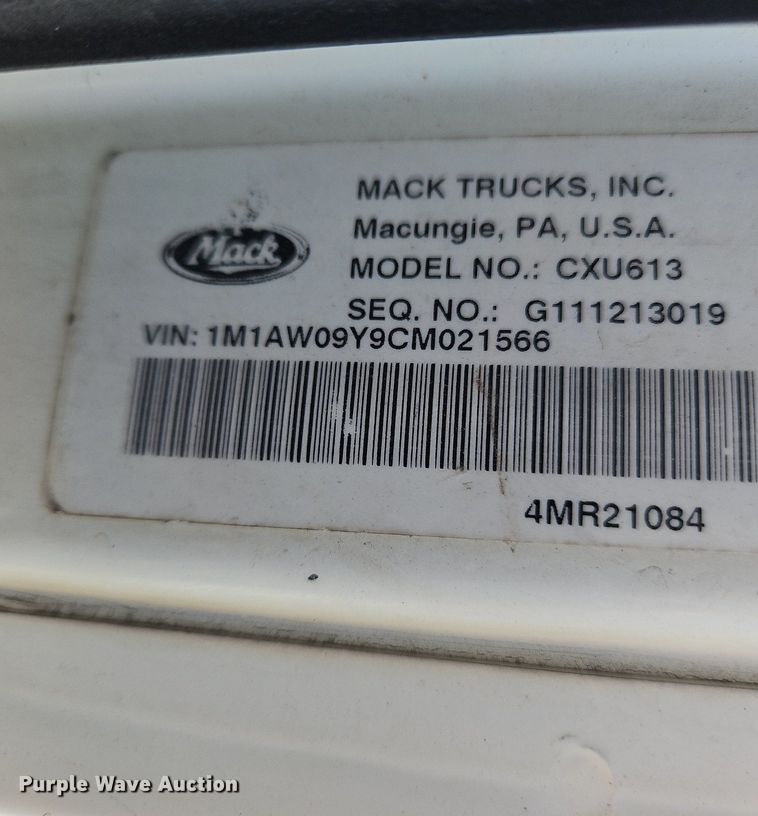 Mack
MACK TRUCKS, INC.
Macungie, PA, U.S.A.
MODEL NO.: CXU613
SEQ. NO.: G111213019
VIN: 1M1AW09Y9CM021566
4MR21084
Purple Wave Auction